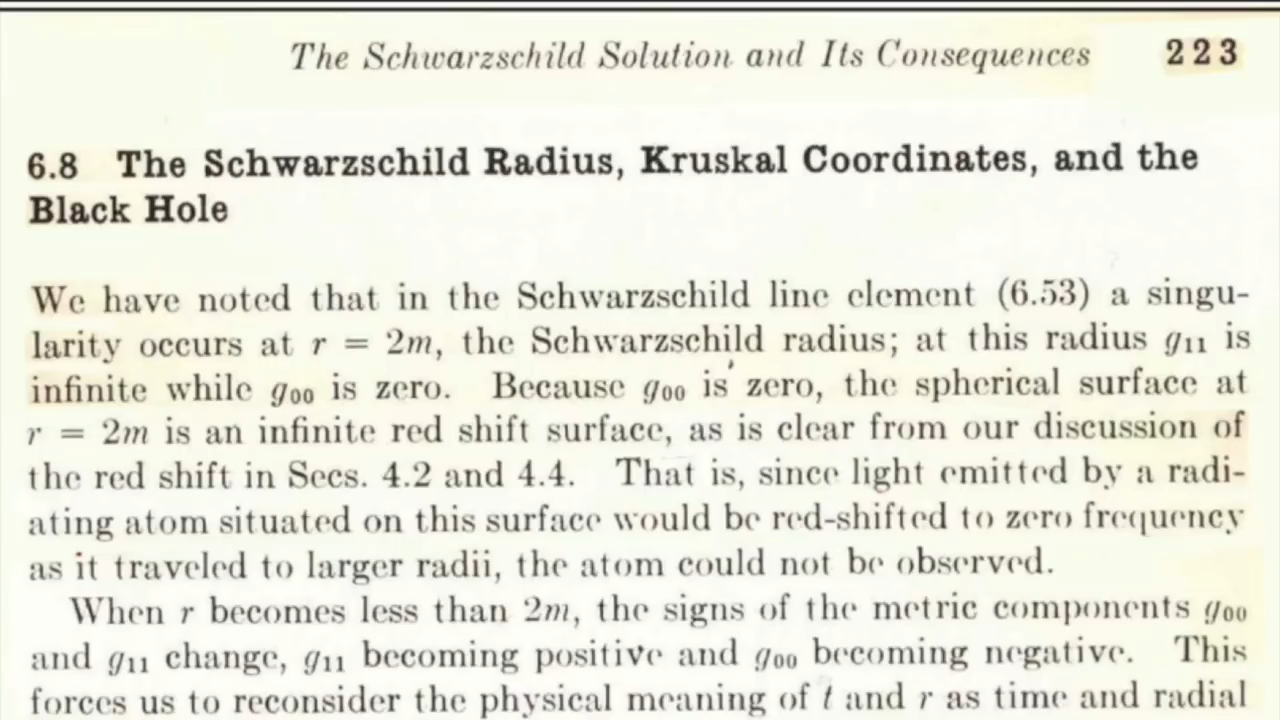 The Schwarzschild Solution and Its Consequences 223
6.8 The Schwarzschild Radius, Kruskal Coordinates, and the
Black Hole
We have noted that in the Schwarzschild line element (6.53) a singu-
larity occurs at r = 2m, the Schwarzschild radius; at this radius g₁₁ is
infinite while g₀₀ is zero. Because g₀₀ is zero, the spherical surface at
r = 2m is an infinite red shift surface, as is clear from our discussion of
the red shift in Secs. 4.2 and 4.4. That is, since light emitted by a radi-
ating atom situated on this surface would be red-shifted to zero frequency
as it traveled to larger radii, the atom could not be observed.
When r becomes less than 2m, the signs of the metric components g₀₀
and g₁₁ change, g₁₁ becoming positive and g₀₀ becoming negative. This
forces us to reconsider the physical meaning of t and r as time and radial